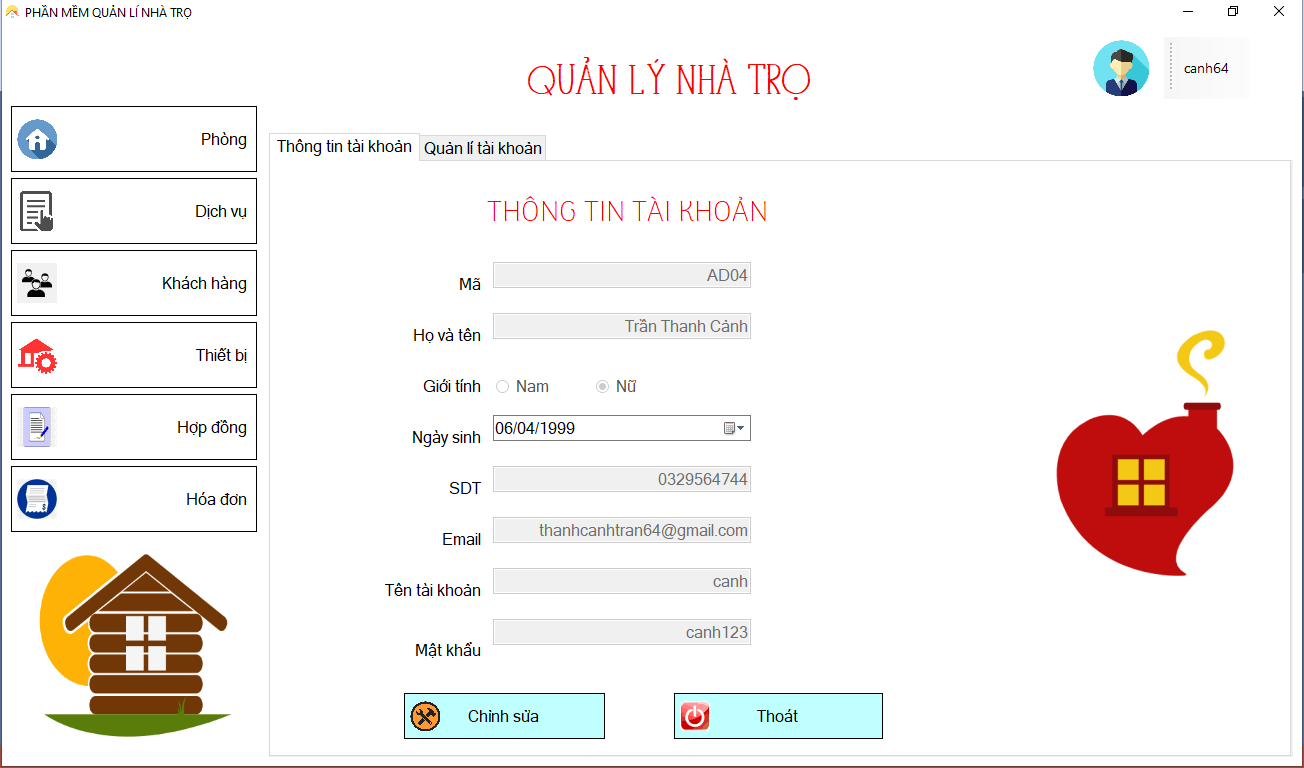 PHẦN MỀM QUẢN LÍ NHÀ TRỌ
QUẢN LÝ NHÀ TRỌ
canh64
Phòng
Dịch vụ
Khách hàng
Thiết bị
Hợp đồng
Hóa đơn
Thông tin tài khoản
Quản lí tài khoản
THÔNG TIN TÀI KHOẢN
Mã AD04
Họ và tên Trần Thanh Cảnh
Giới tính Nam Nữ
Ngày sinh 06/04/1999
SDT 0329564744
Email thanhcanhtran64@gmail.com
Tên tài khoản canh
Mật khẩu canh123
Chỉnh sửa
Thoát